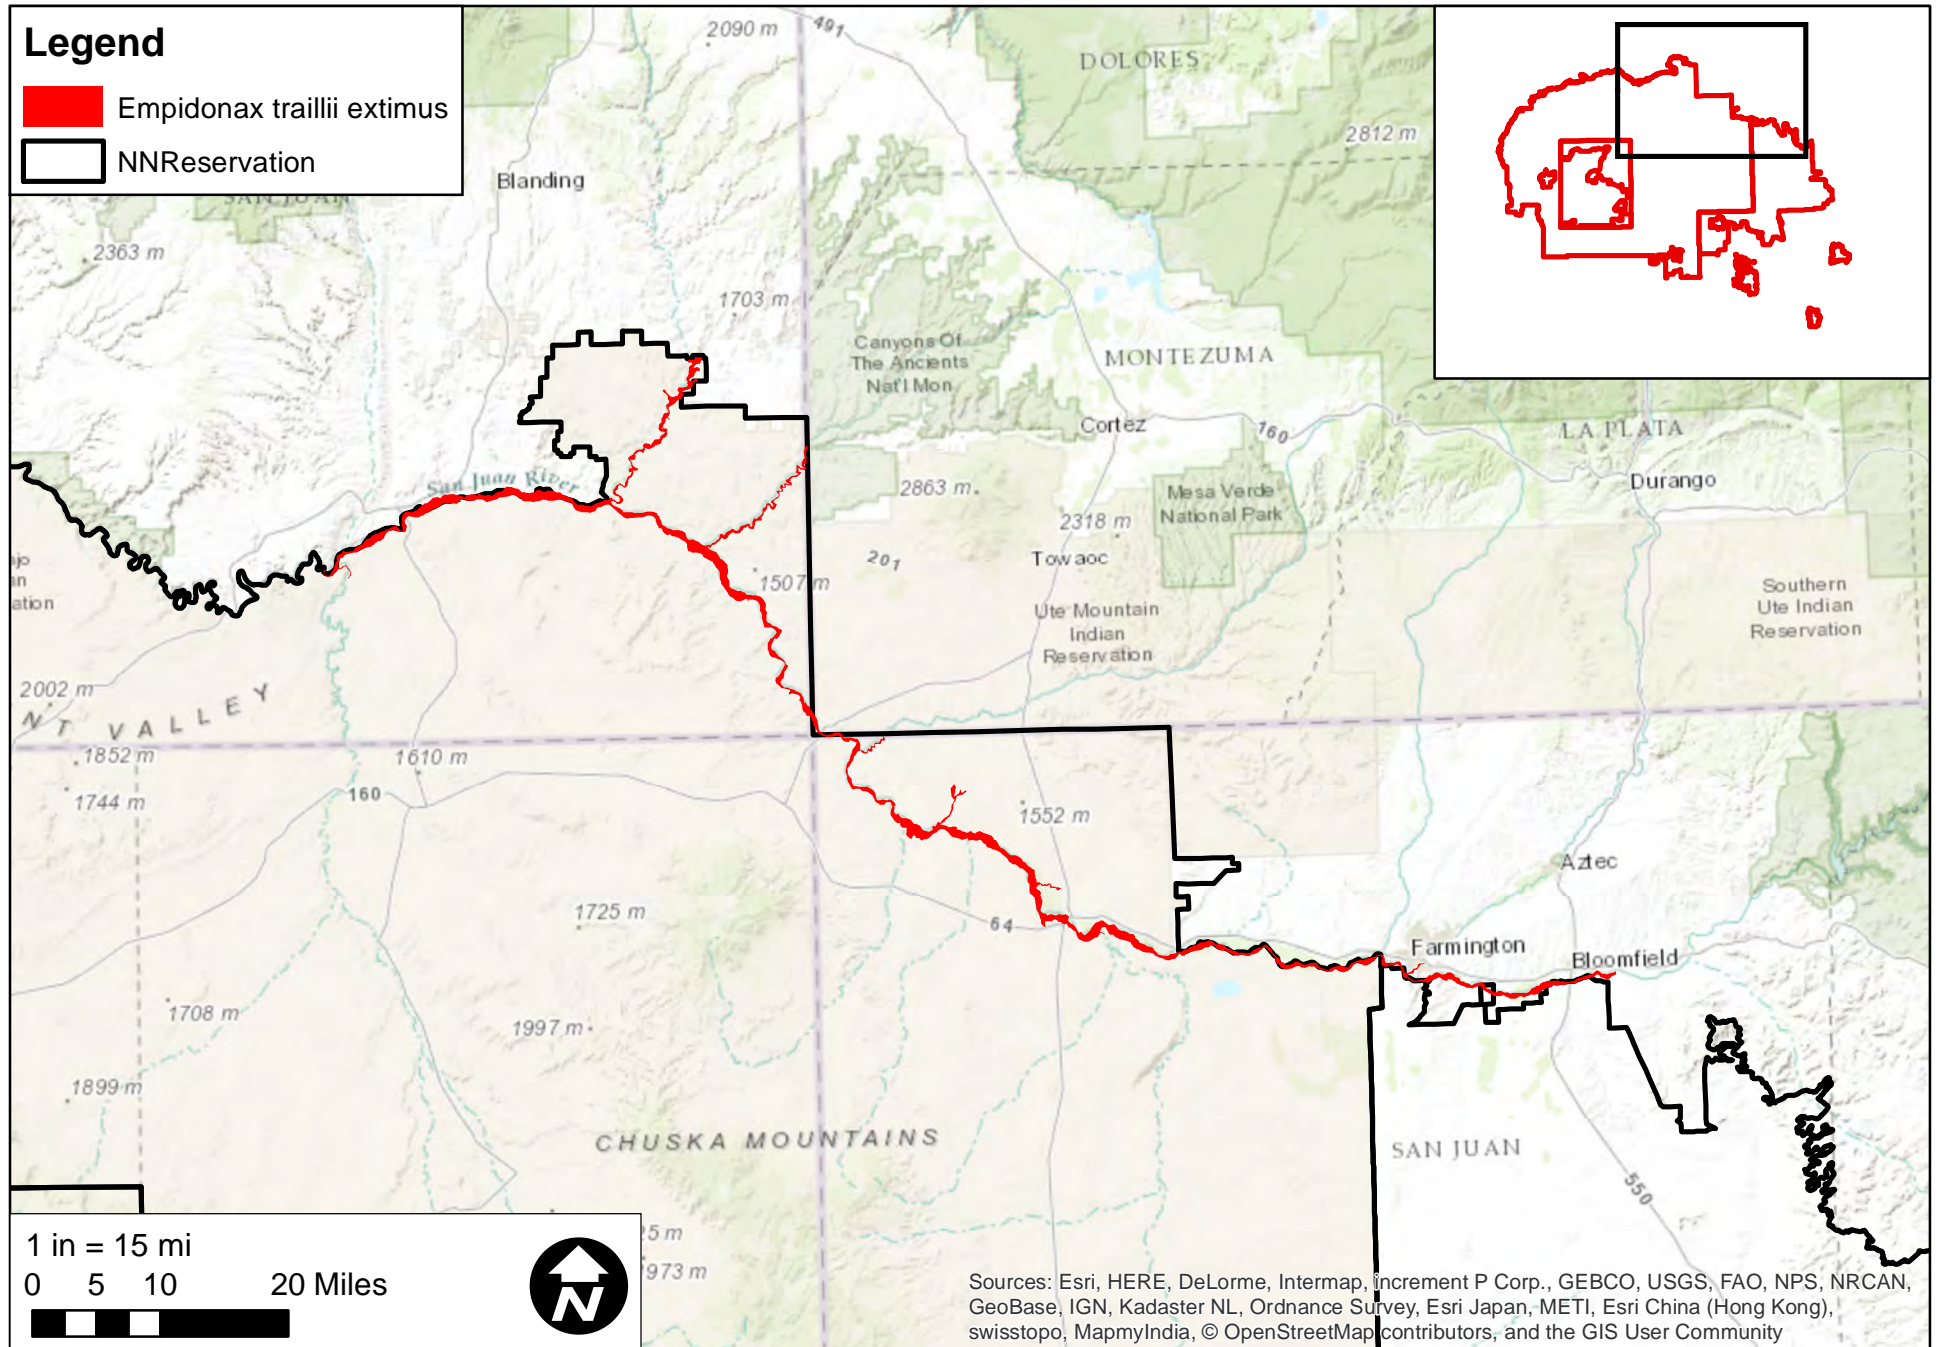 Legend
Empidonax traillii extimus
NNReservation
2090 m
491
DOLORES
2812 m
Blanding
SAN JUAN
2363 m
1703 m
Canyons Of
The Ancients
Nat'l Mon
MONTEZUMA
Cortez
160
LA PLATA
Durango
San Juan River
2863 m
Mesa Verde
National Park
2318 m
Towaoc
201
1507 m
Ute Mountain
Indian
Reservation
Southern
Ute Indian
Reservation
2002 m
NT VALLEY
1852 m
1610 m
1744 m
160
1552 m
Aztec
1725 m
64
Farmington
Bloomfield
1708 m
1997 m
1899 m
CHUSKA MOUNTAINS
SAN JUAN
550
1 in = 15 mi
0 5 10 20 Miles
N
5 m
973 m
Sources: Esri, HERE, DeLorme, Intermap, increment P Corp., GEBCO, USGS, FAO, NPS, NRCAN,
GeoBase, IGN, Kadaster NL, Ordnance Survey, Esri Japan, METI, Esri China (Hong Kong),
swisstopo, MapmyIndia, © OpenStreetMap contributors, and the GIS User Community